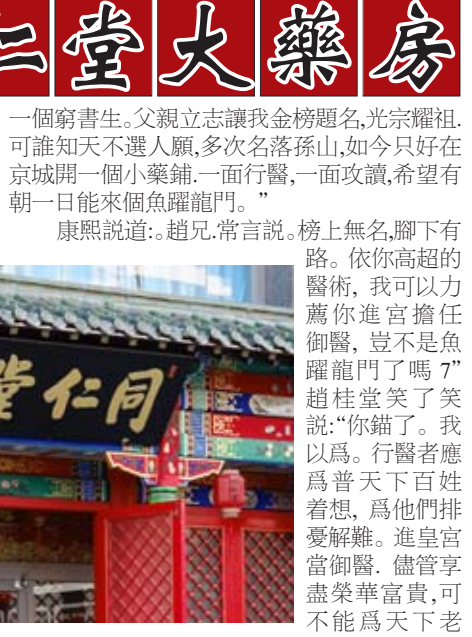 仁堂大藥房
一個窮書生。父親立志讓我金榜題名,光宗耀祖.
可誰知天不選人願,多次名落孫山,如今只好在
京城開一個小藥鋪.一面行醫,一面攻讀,希望有
朝一日能來個魚躍龍門。”
康熙説道:。趙兄.常言説。榜上無名,腳下有
路。依你高超的
醫術, 我可以力
薦你進宮擔任
御醫, 豈不是魚
躍龍門了嗎 7”
趙桂堂笑了笑
説:“你錨了。我
以爲。行醫者應
爲普天下百姓
着想, 爲他們排
憂解難。進皇宮
當御醫. 儘管享
盡榮華富貴,可
不能爲天下老
堂仁同